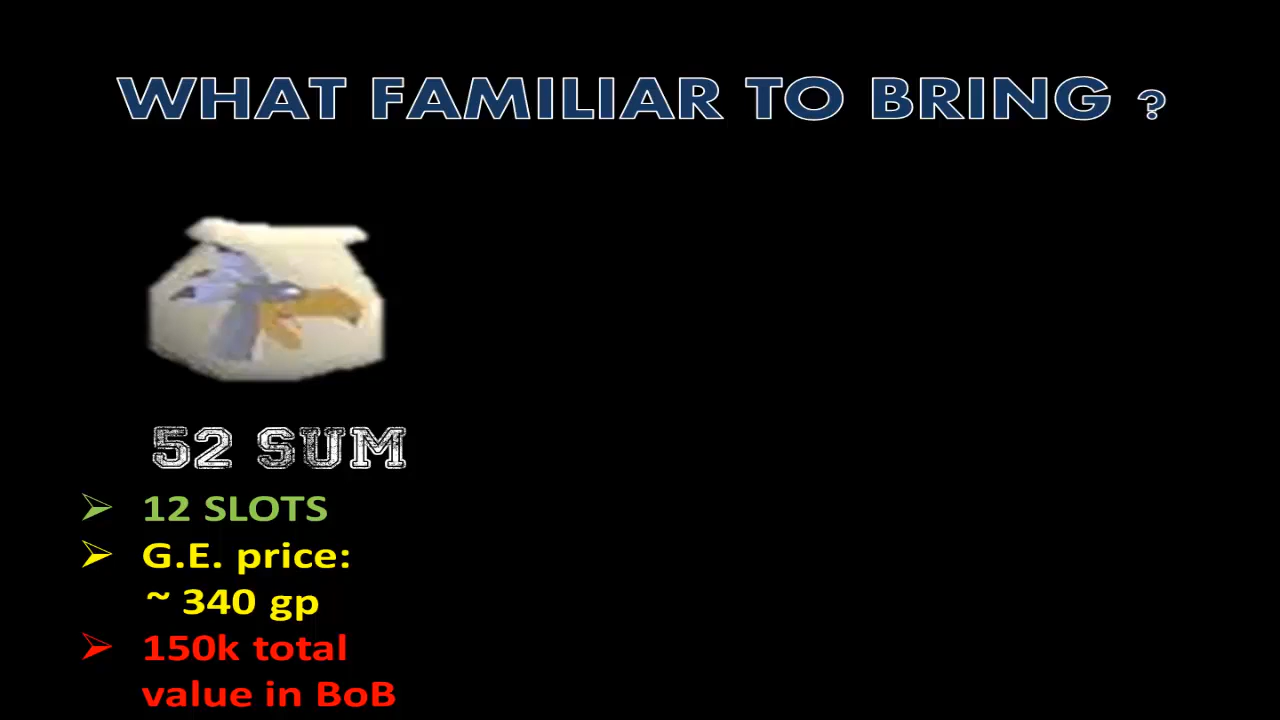 WHAT FAMILIAR TO BRING ?
52 SUM
➢ 12 SLOTS
➢ G.E. price:
~ 340 gp
➢ 150k total
value in BoB